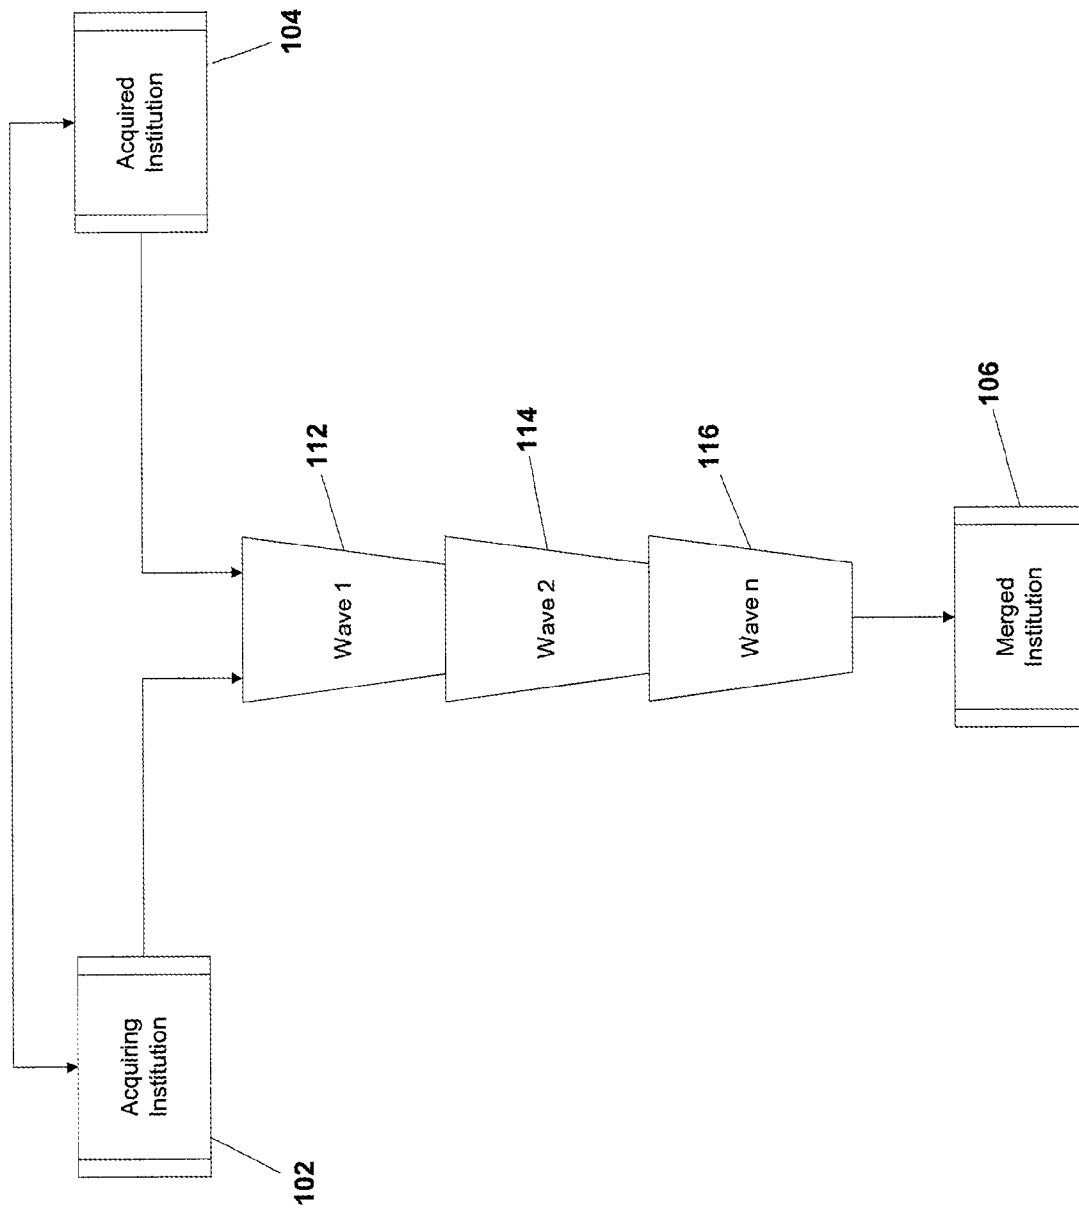 104
Acquired
Institution
112
Wave 1
114
Wave 2
116
Wave n
106
Merged
Institution
Acquiring
Institution
102